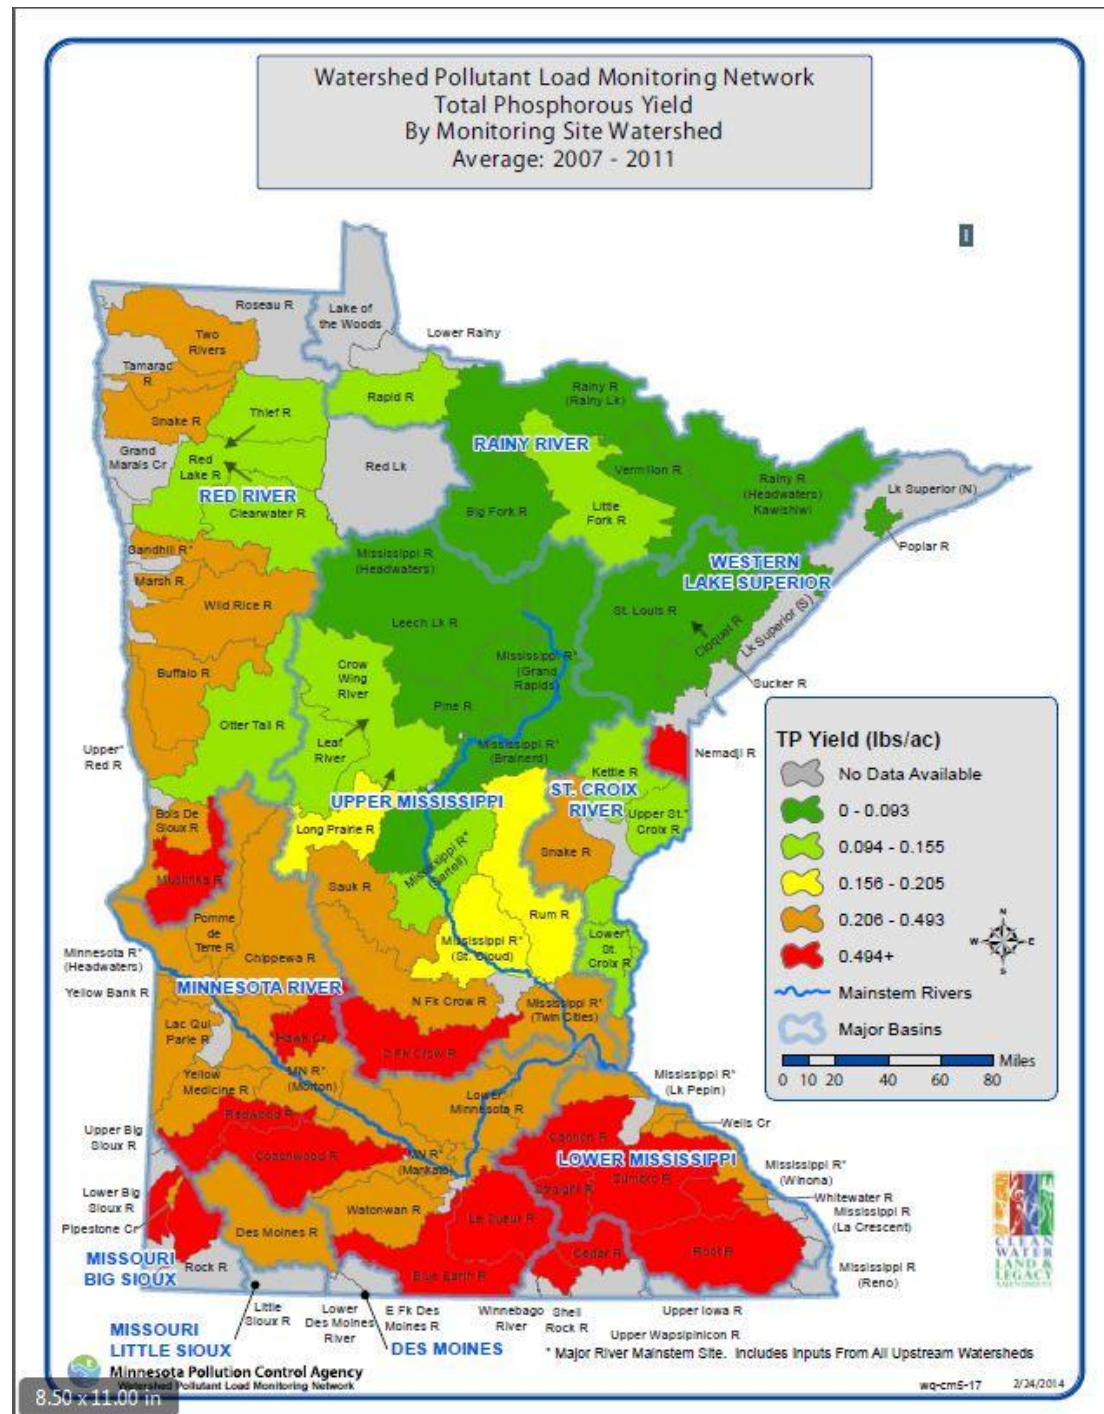 Watershed Pollutant Load Monitoring Network
Total Phosphorous Yield
By Monitoring Site Watershed
Average: 2007 - 2011
Roseau R
Lake of
the Woods
Lower Rainy
Two
Rivers
Tamarac
R
Rapid R
Rainy R
(Rainy Lk)
Snake R
Thief R
Grand
Marais Cr
Red
Lake R
Red Lk
RAINY RIVER
Vermilion R
Rainy R
(Headwaters)
Kawishiwi
Lk Superior (N)
RED RIVER
Clearwater R
Big Fork R
Little
Fork R
Poplar R
Sandhill R*
Mississippi R
(Headwaters)
WESTERN
LAKE SUPERIOR
Marsh R
Wild Rice R
Leech Lk R
St. Louis R
Cloquet R
Lk Superior (S)
Buffalo R
Crow
Wing
River
Mississippi R*
(Grand
Rapids)
Sucker R
Pine R
Otter Tail R
Leaf
River
Mississippi R*
(Brainerd)
Upper*
Red R
Nemadji R
Kettle R
UPPER MISSISSIPPI
ST. CROIX
RIVER
Bois De
Sioux R
Long Prairie R
Upper St.*
Croix R
Mississippi R*
(Sartell)
Snake R
Mustinka R
Sauk R
Pomme
de
Terre R
Rum R
Minnesota R*
(Headwaters)
Chippewa R
Mississippi R*
(St. Cloud)
Lower*
St.
Croix R
Yellow Bank R
MINNESOTA RIVER
N Fk Crow R
Mississippi R*
(Twin Cities)
Lac Qui
Parle R
Hawk Cr
S Fk Crow R
Yellow
Medicine R
MN R*
(Morton)
Mississippi R*
(Lk Pepin)
Lower*
Minnesota R
Redwood R
Wells Cr
Upper Big
Sioux R
Cottonwood R
MN R*
(Mankato)
Cannon R
LOWER MISSISSIPPI
Mississippi R*
(Winona)
Lower Big
Sioux R
Straight R
Zumbro R
Whitewater R
Pipestone Cr
Watonwan R
Le Sueur R
Mississippi R
(La Crescent)
Des Moines R
MISSOURI
BIG SIOUX
Rock R
Cedar R
Root R
Blue Earth R
Mississippi R
(Reno)
Little
Sioux R
Lower
Des Moines
River
E Fk Des
Moines R
Winnebago
River
Shell
Rock R
Upper Iowa R
Upper Wapsipinicon R
MISSOURI
LITTLE SIOUX
DES MOINES
TP Yield (lbs/ac)
No Data Available
0 - 0.093
0.094 - 0.155
0.156 - 0.205
0.206 - 0.493
0.494+
N
W
E
S
Mainstem Rivers
Major Basins
Miles
0 10 20 40 60 80
CLEAN
WATER
LAND &
LEGACY
AMENDMENT
* Major River Mainstem Site. Includes Inputs From All Upstream Watersheds
Minnesota Pollution Control Agency
Watershed Pollutant Load Monitoring Network
wq-cm5-17
2/24/2014
8.50 x 11.00 in